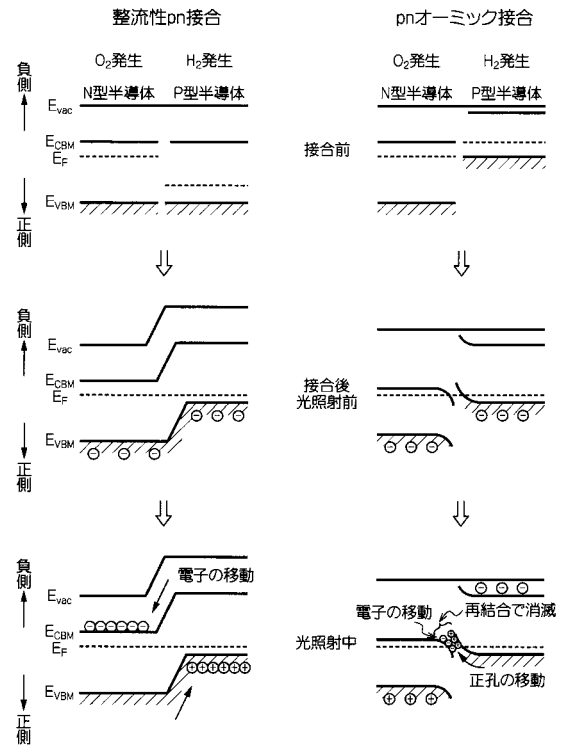 整流性pn接合
pnオーミック接合
O₂発生
H₂発生
O₂発生
H₂発生
負側
N型半導体
P型半導体
N型半導体
P型半導体
Evac
ECBM
EF
接合前
EVBM
正側
負側
Evac
ECBM
EF
接合後
光照射前
EVBM
正側
負側
電子の移動
Evac
電子の移動
再結合で消滅
ECBM
EF
光照射中
正孔の移動
EVBM
正側